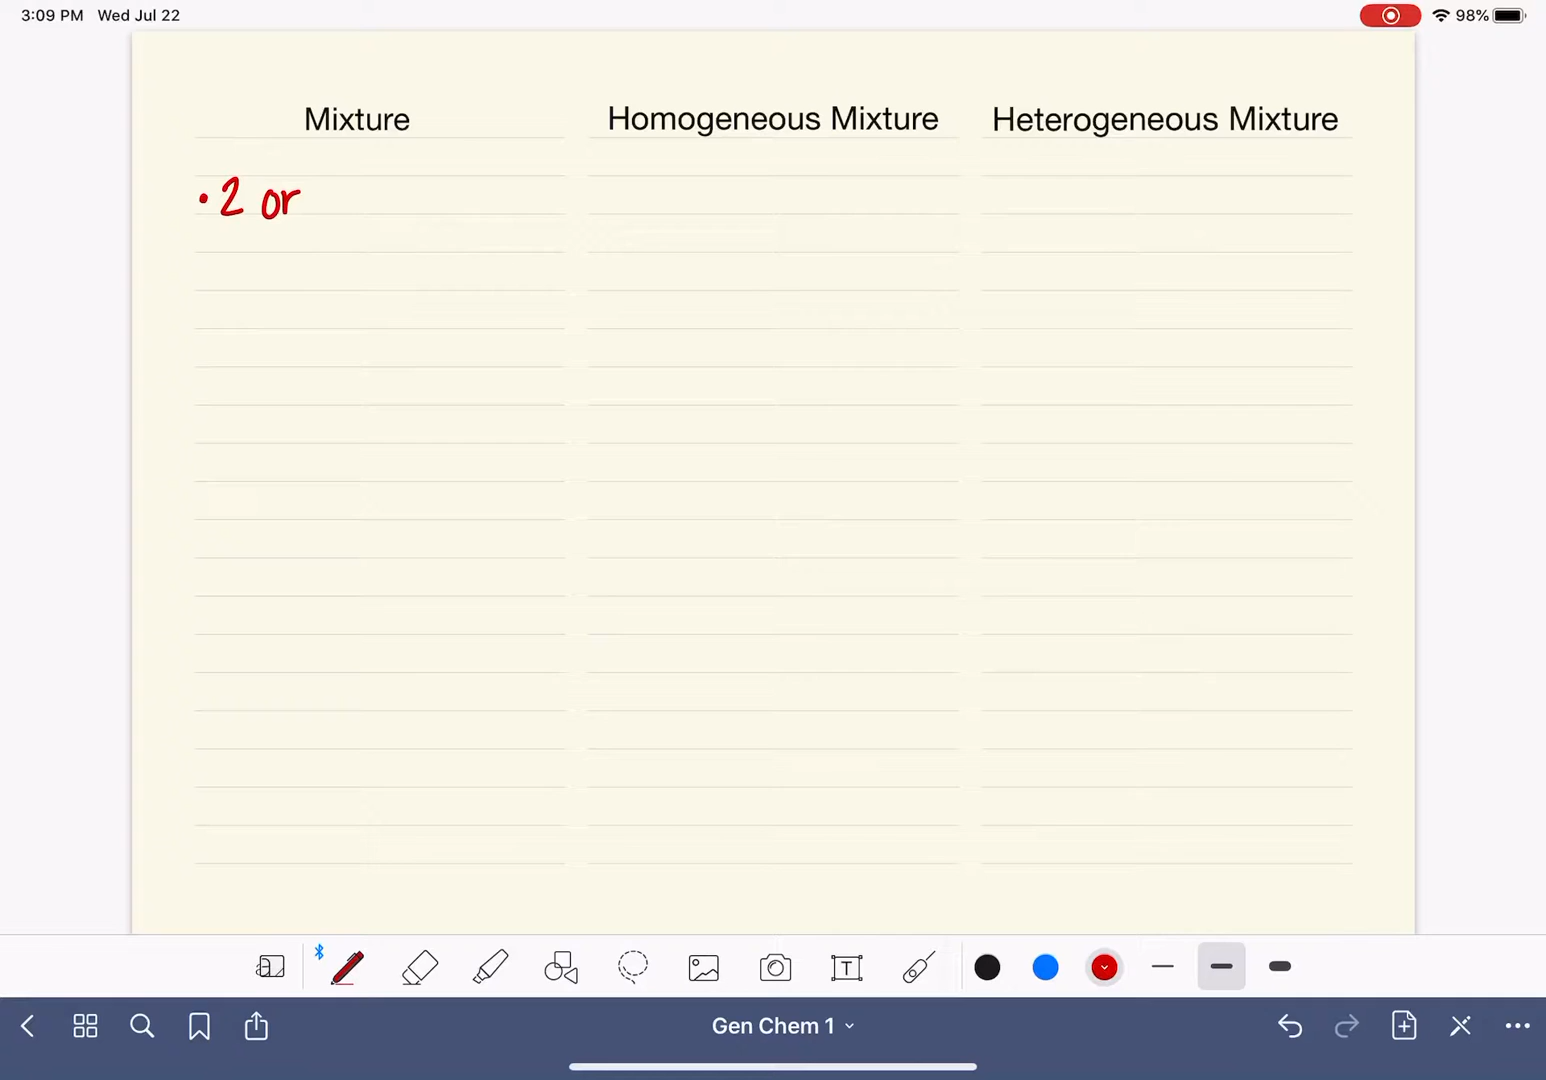 3:09 PM Wed Jul 22
98%
Mixture Homogeneous Mixture Heterogeneous Mixture
• 2 or
T
Gen Chem 1